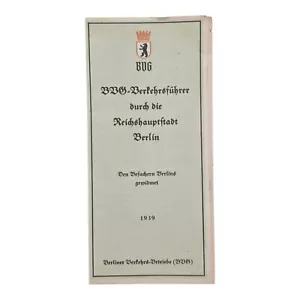 BVG
BVG-Verkehrsführer
durch die
Reichshauptstadt
Berlin
Den Besuchern Berlins
gewidmet
1939
Berliner Verkehrs-Betriebe (BVG)